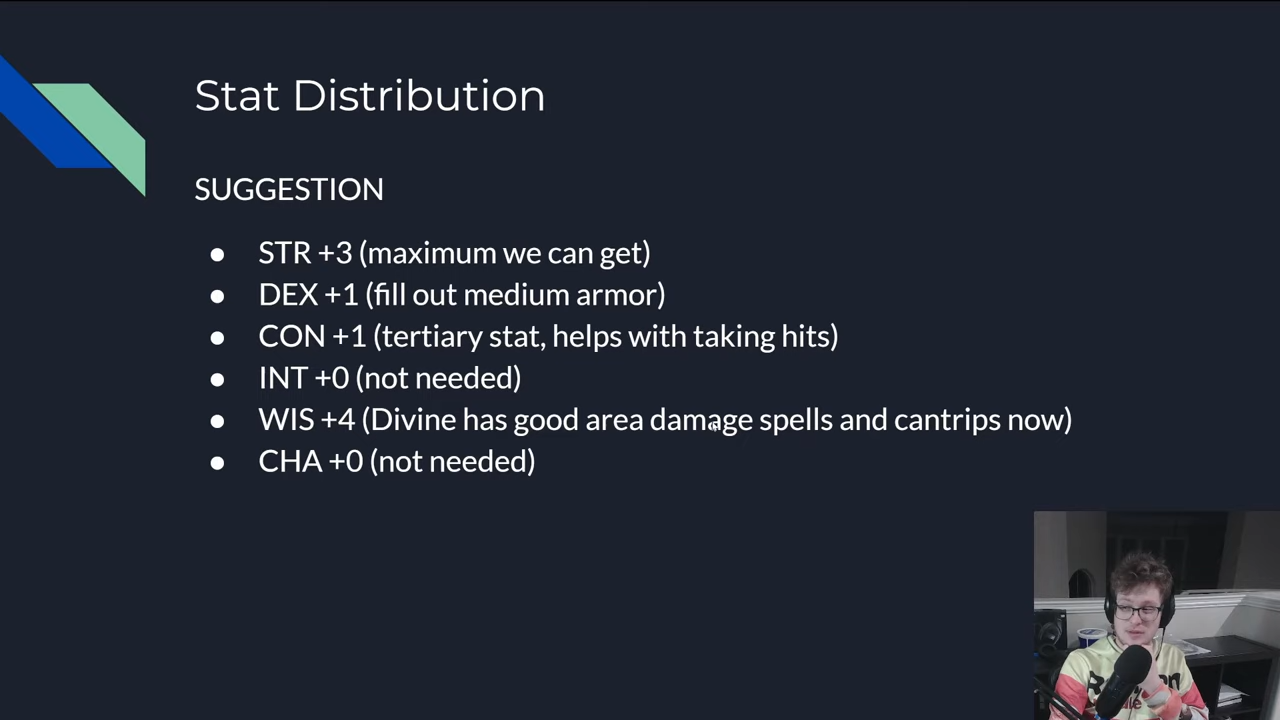 Stat Distribution
SUGGESTION
● STR +3 (maximum we can get)
● DEX +1 (fill out medium armor)
● CON +1 (tertiary stat, helps with taking hits)
● INT +0 (not needed)
● WIS +4 (Divine has good area damage spells and cantrips now)
● CHA +0 (not needed)